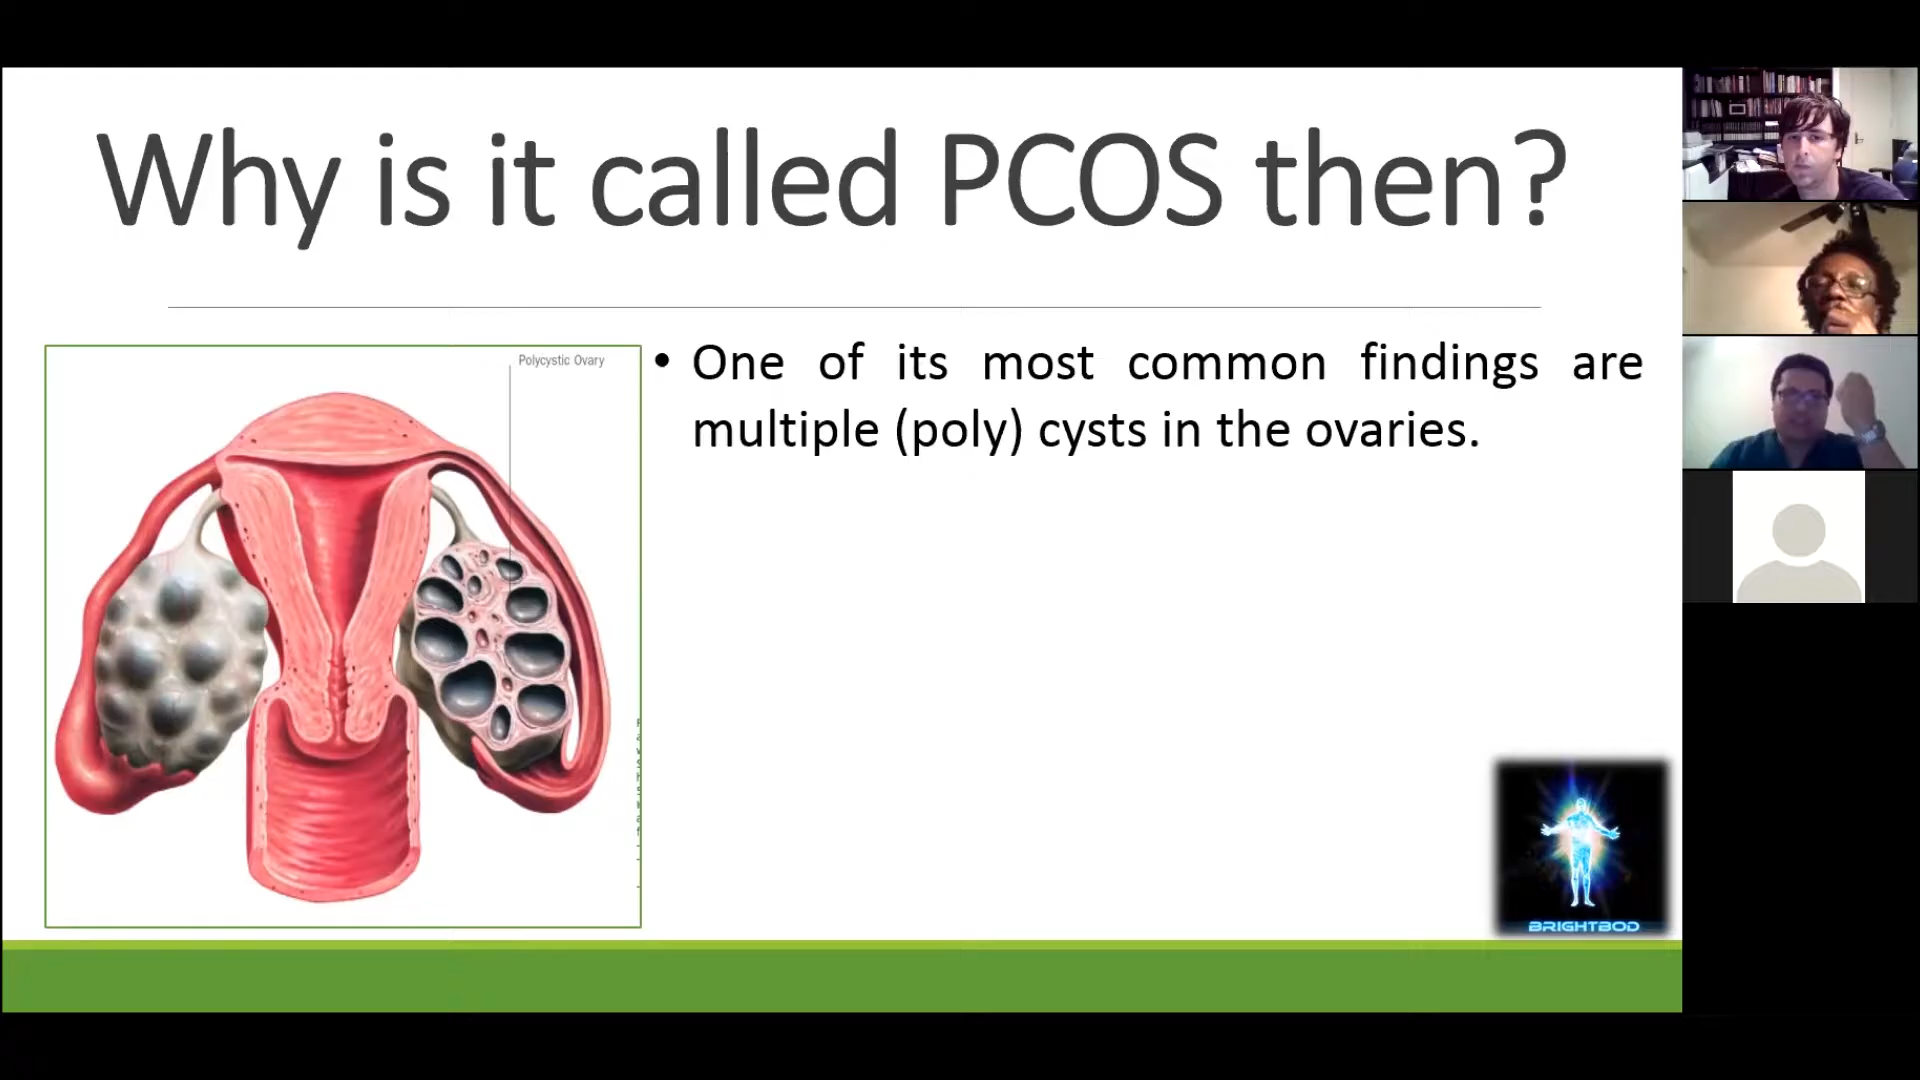 Why is it called PCOS then?
Polycystic Ovary
• One of its most common findings are
multiple (poly) cysts in the ovaries.
BRIGHTBOD